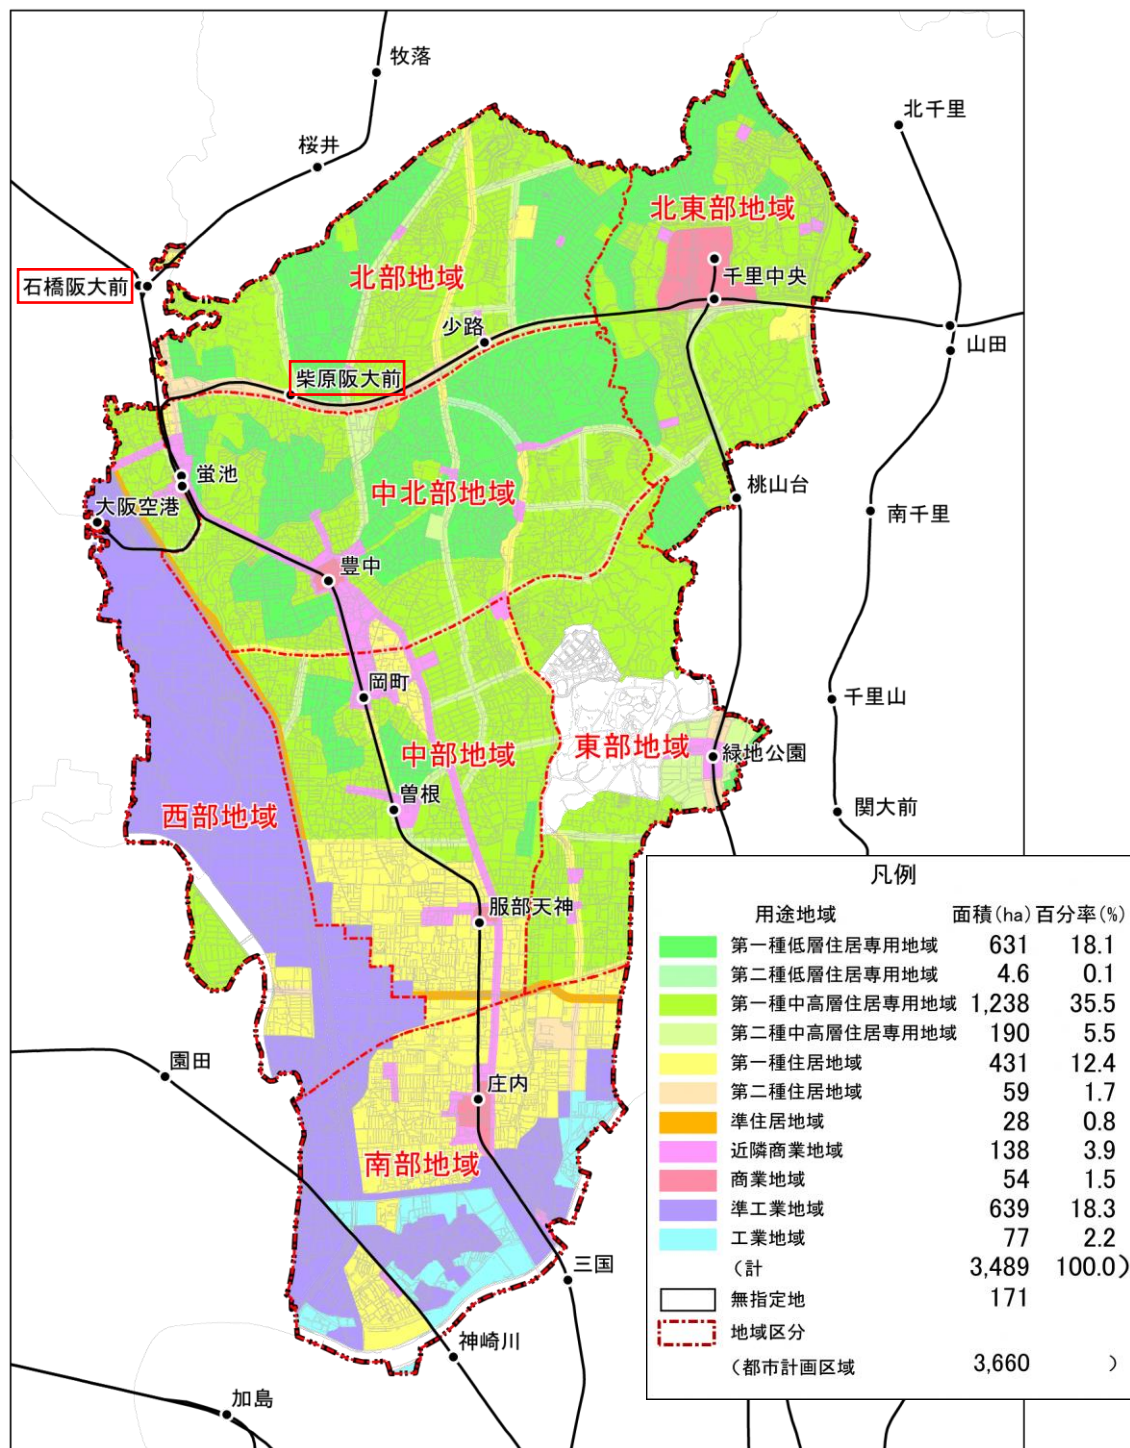 牧落
北千里
桜井
北東部地域
千里中央
北部地域
石橋阪大前
少路
山田
柴原阪大前
蛍池
中北部地域
桃山台
大阪空港
南千里
豊中
岡町
千里山
中部地域
東部地域
緑地公園
曽根
西部地域
関大前
服部天神
園田
庄内
南部地域
三国
神崎川
加島
凡例
用途地域 面積(ha) 百分率(%)
第一種低層住居専用地域 631 18.1
第二種低層住居専用地域 4.6 0.1
第一種中高層住居専用地域 1,238 35.5
第二種中高層住居専用地域 190 5.5
第一種住居地域 431 12.4
第二種住居地域 59 1.7
準住居地域 28 0.8
近隣商業地域 138 3.9
商業地域 54 1.5
準工業地域 639 18.3
工業地域 77 2.2
(計 3,489 100.0)
無指定地 171
地域区分
(都市計画区域 3,660 )